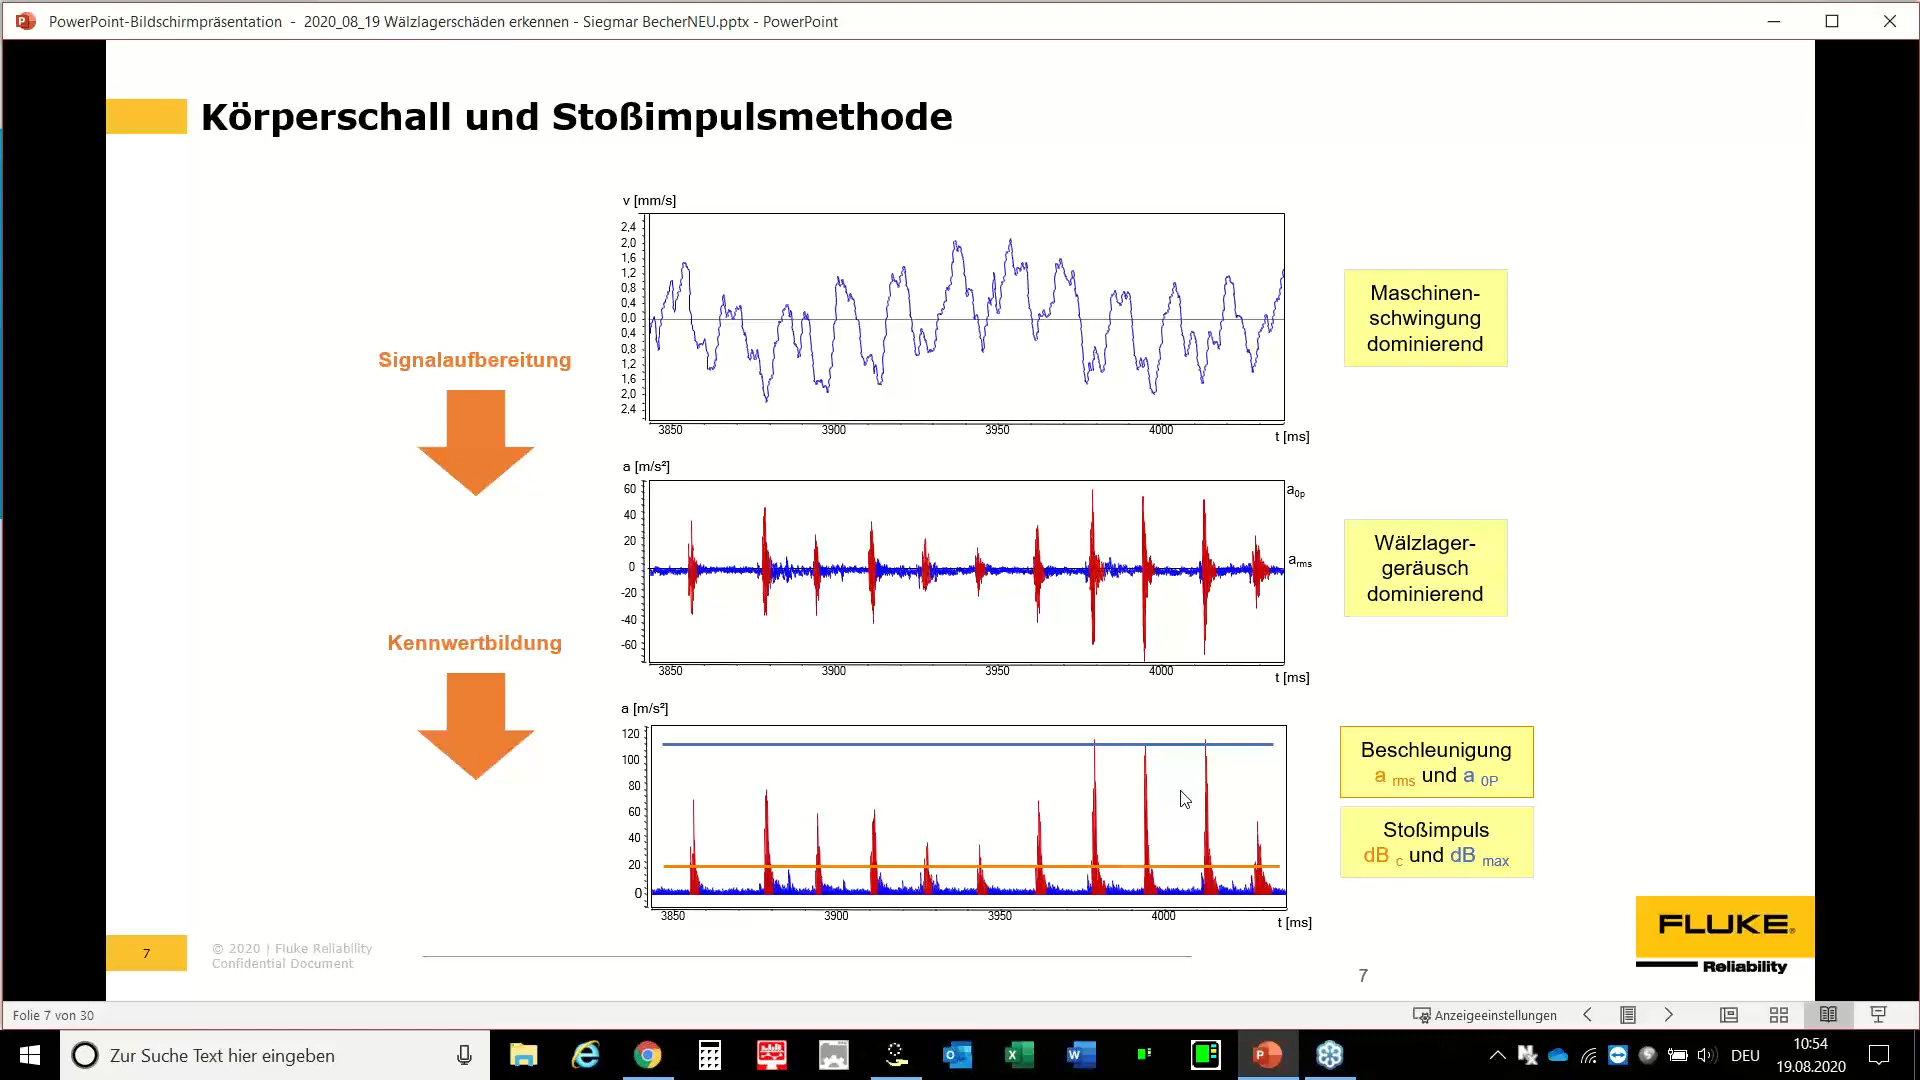 PowerPoint-Bildschirmpräsentation - 2020_08_19 Wälzlagerschäden erkennen - Siegmar BecherNEU.pptx - PowerPoint
Körperschall und Stoßimpulsmethode
v [mm/s]
2,4
2,0
1,6
1,2
0,8
0,4
0,0
0,4
0,8
1,2
1,6
2,0
2,4
3850 3900 3950 4000
t [ms]
Maschinen-
schwingung
dominierend
Signalaufbereitung
a [m/s²]
60
40
20
0
-20
-40
-60
a0p
arms
3850 3900 3950 4000
t [ms]
Wälzlager-
geräusch
dominierend
Kennwertbildung
a [m/s²]
120
100
80
60
40
20
0
3850 3900 3950 4000
t [ms]
Beschleunigung
a rms und a 0P
Stoßimpuls
dB c und dB max
FLUKE®
Reliability
7
© 2020 | Fluke Reliability
Confidential Document
7
Folie 7 von 30
Anzeigeeinstellungen
Zur Suche Text hier eingeben
DEU
10:54
19.08.2020